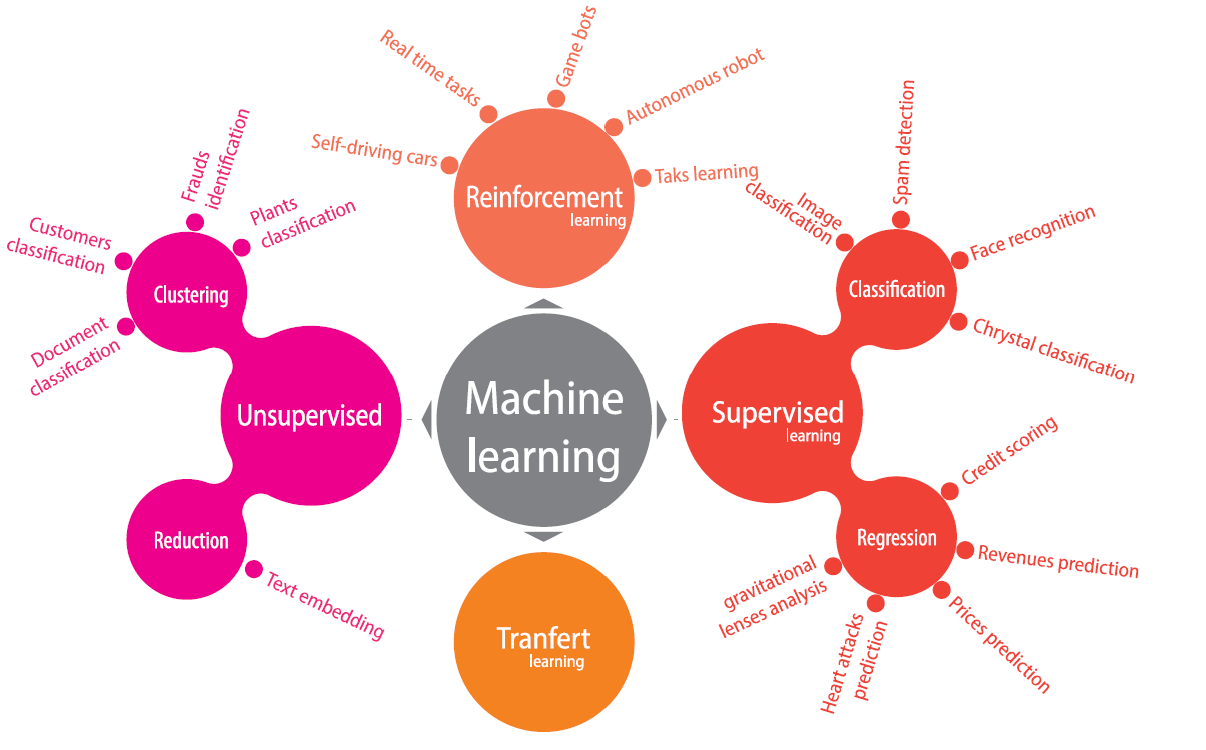 Real time tasks
Game bots
Autonomous robot
Self-driving cars
Taks learning
Reinforcement
learning
Frauds
identification
Plants
classification
Customers
classification
Document
classification
Clustering
Unsupervised
Reduction
Text embedding
Machine
learning
Image
classification
Spam detection
Face recognition
Chrystal classification
Classification
Supervised
learning
Regression
Credit scoring
Revenues prediction
Prices prediction
Heart attacks
prediction
gravitational
lenses analysis
Tranfert
learning